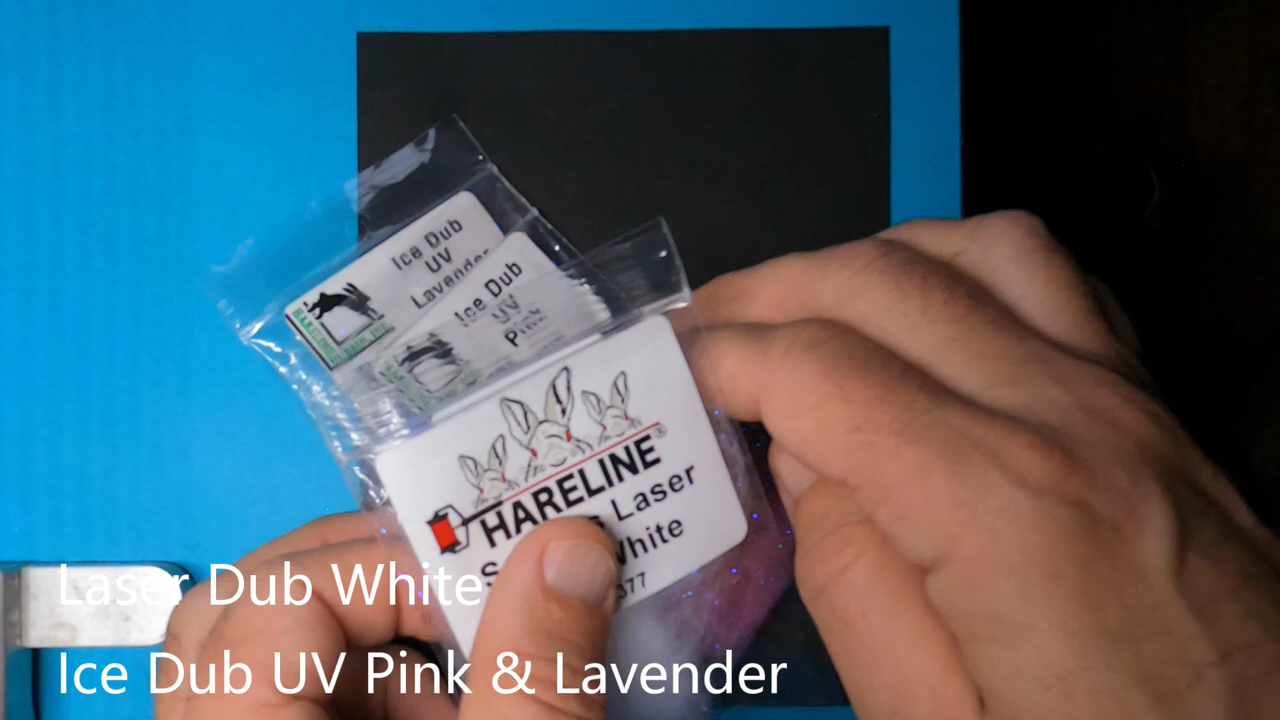 Ice Dub
UV
Lavender
Ice Dub
UV
Pink
HARELINE®
Laser
White
377
Laser Dub White
Ice Dub UV Pink & Lavender